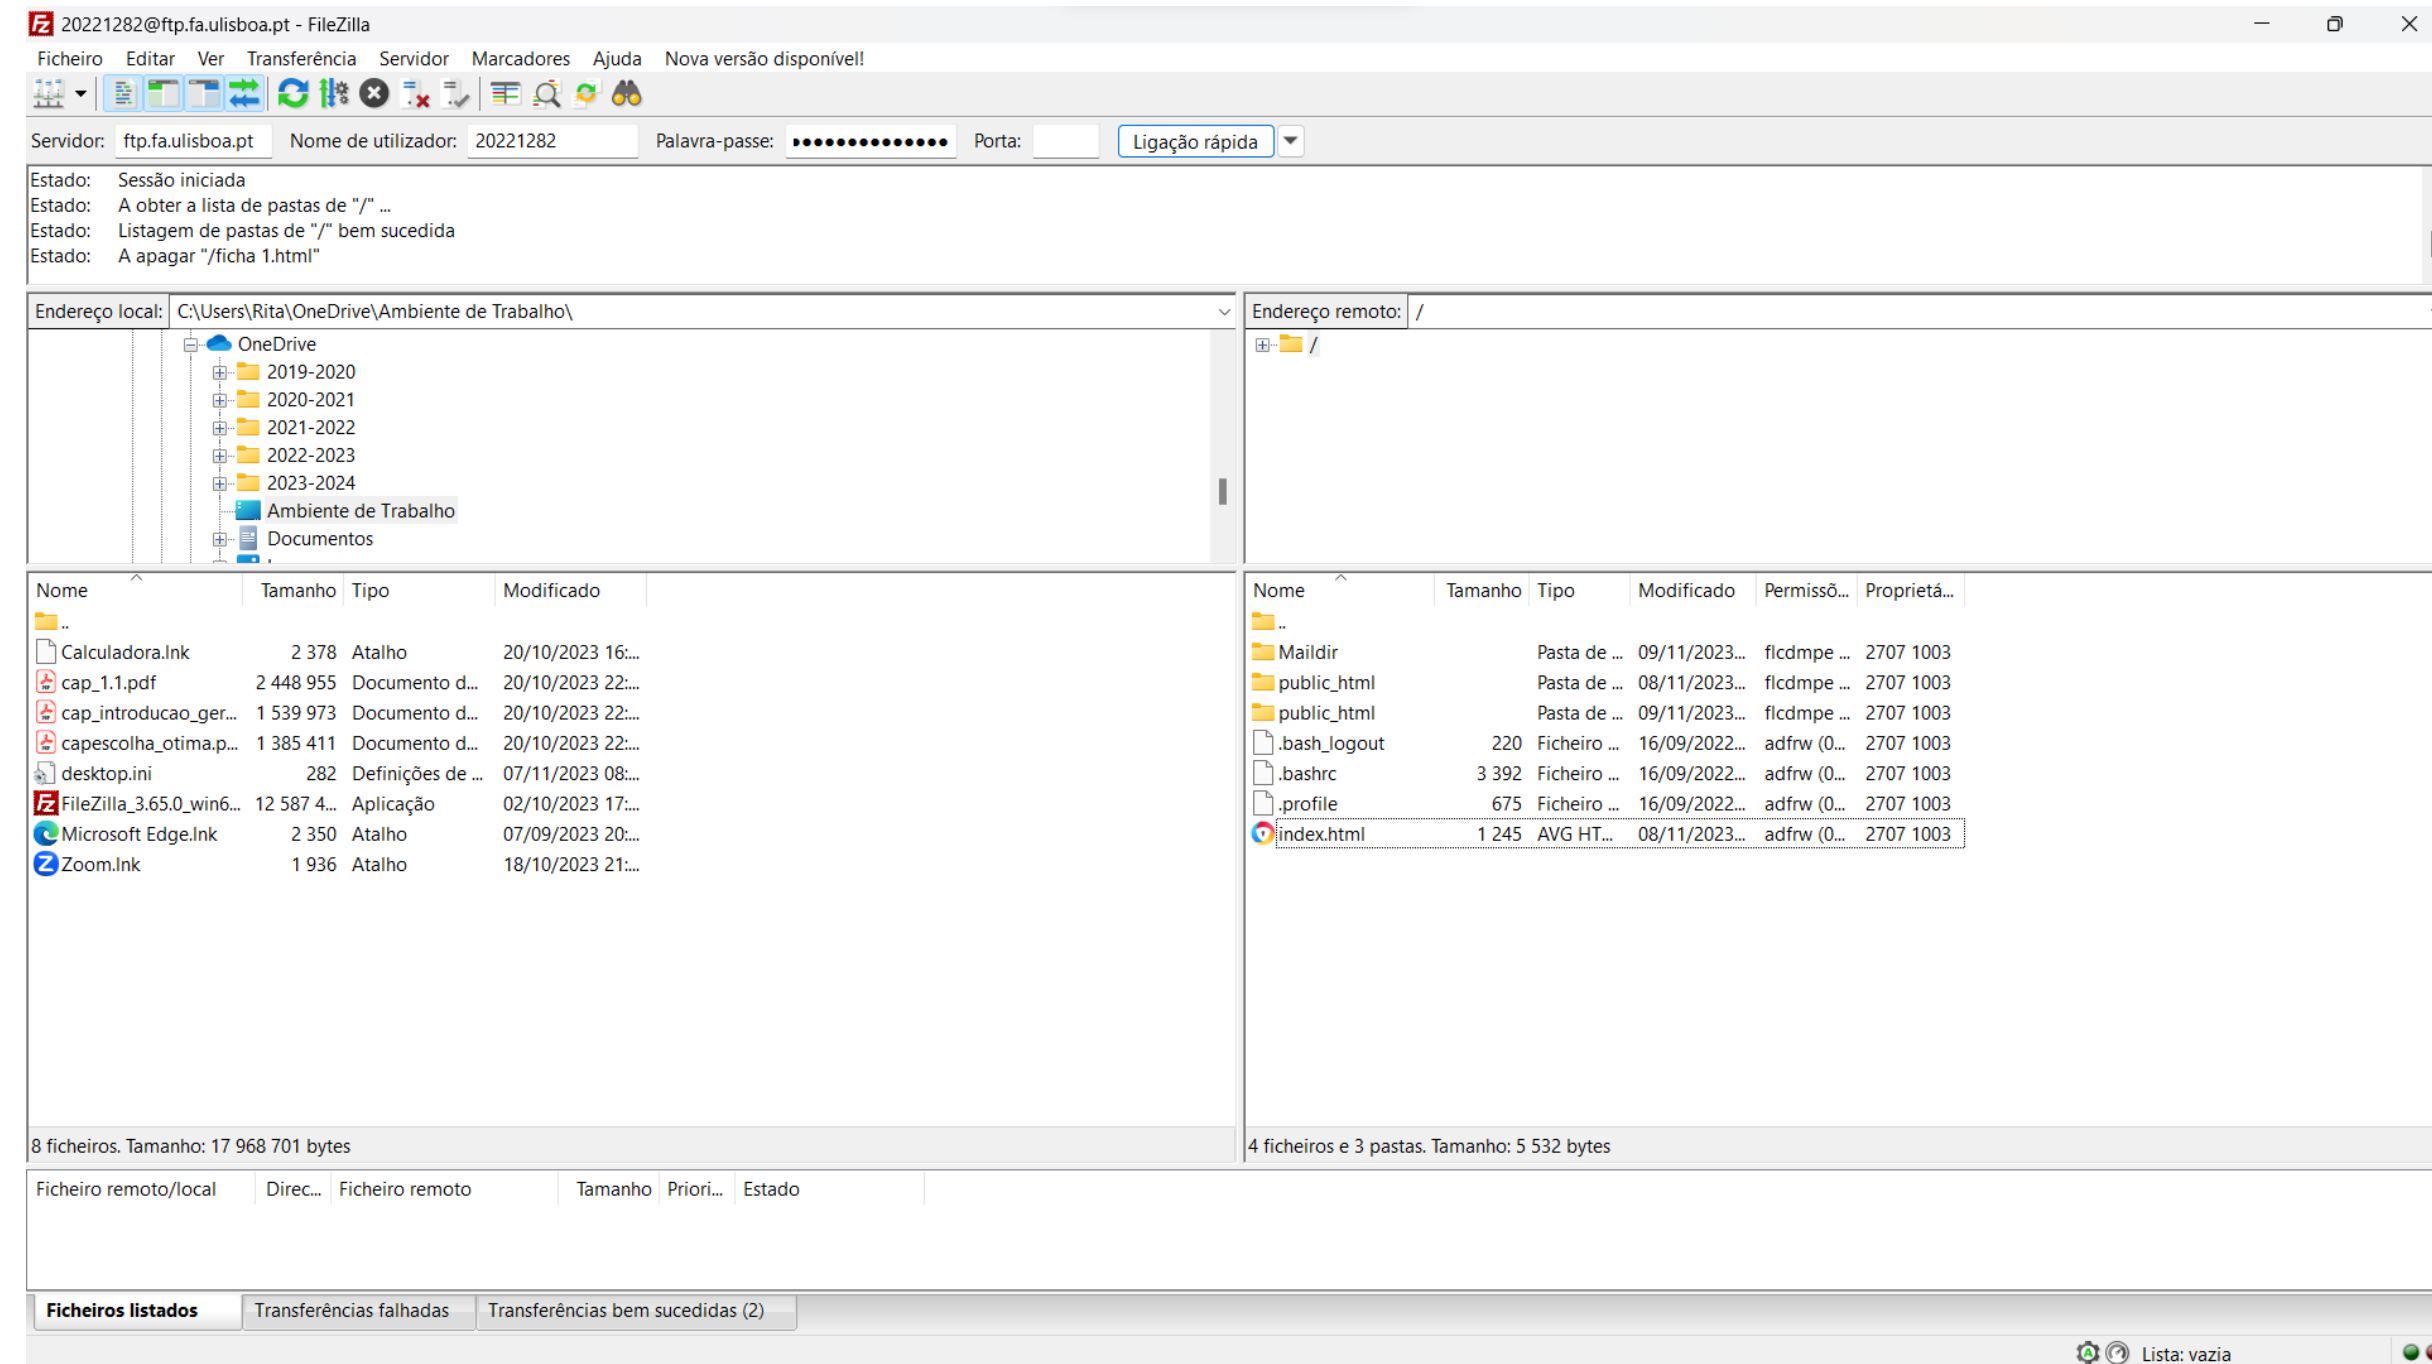 20221282@ftp.fa.ulisboa.pt - FileZilla
Ficheiro Editar Ver Transferência Servidor Marcadores Ajuda Nova versão disponível!
Servidor: ftp.fa.ulisboa.pt Nome de utilizador: 20221282 Palavra-passe: ●●●●●●●●●●●●●● Porta: Ligação rápida
Estado: Sessão iniciada
Estado: A obter a lista de pastas de "/" ...
Estado: Listagem de pastas de "/" bem sucedida
Estado: A apagar "/ficha 1.html"
Endereço local: C:\Users\Rita\OneDrive\Ambiente de Trabalho\
OneDrive
2019-2020
2020-2021
2021-2022
2022-2023
2023-2024
Ambiente de Trabalho
Documentos
Nome Tamanho Tipo Modificado
..
Calculadora.lnk 2 378 Atalho 20/10/2023 16:...
cap_1.1.pdf 2 448 955 Documento d... 20/10/2023 22:...
cap_introducao_ger... 1 539 973 Documento d... 20/10/2023 22:...
capescolha_otima.p... 1 385 411 Documento d... 20/10/2023 22:...
desktop.ini 282 Definições de ... 07/11/2023 08:...
FileZilla_3.65.0_win6... 12 587 4... Aplicação 02/10/2023 17:...
Microsoft Edge.lnk 2 350 Atalho 07/09/2023 20:...
Zoom.lnk 1 936 Atalho 18/10/2023 21:...
8 ficheiros. Tamanho: 17 968 701 bytes
Endereço remoto: /
/
Nome Tamanho Tipo Modificado Permissõ... Proprietá...
..
Maildir Pasta de ... 09/11/2023... flcdmpe ... 2707 1003
public_html Pasta de ... 08/11/2023... flcdmpe ... 2707 1003
public_html Pasta de ... 09/11/2023... flcdmpe ... 2707 1003
.bash_logout 220 Ficheiro ... 16/09/2022... adfrw (0... 2707 1003
.bashrc 3 392 Ficheiro ... 16/09/2022... adfrw (0... 2707 1003
.profile 675 Ficheiro ... 16/09/2022... adfrw (0... 2707 1003
index.html 1 245 AVG HT... 08/11/2023... adfrw (0... 2707 1003
4 ficheiros e 3 pastas. Tamanho: 5 532 bytes
Ficheiro remoto/local Direc... Ficheiro remoto Tamanho Priori... Estado
Ficheiros listados Transferências falhadas Transferências bem sucedidas (2)
Lista: vazia